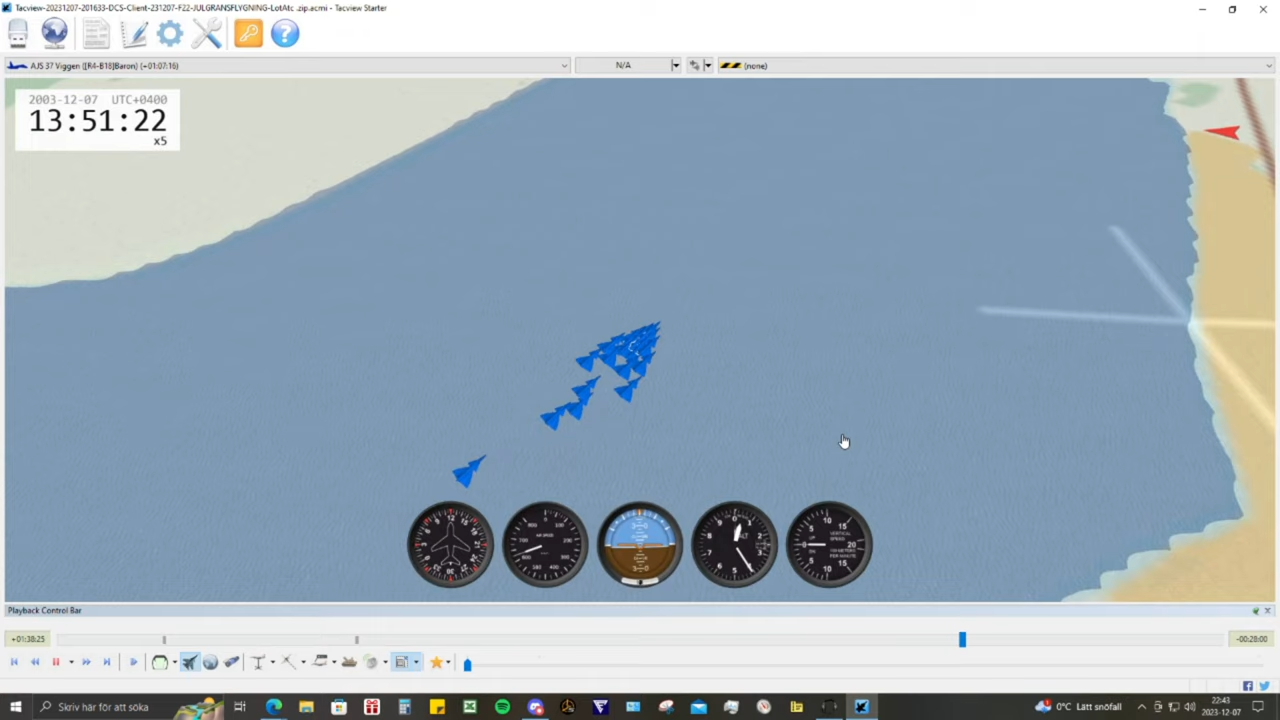 Tacview-20231207-201633-DCS-Client-231207-F22-JULGRANSFLYGNING-LotAtc .zip.acmi - Tacview Starter
AJS 37 Viggen ([R4-B18]Baron) (+01:07:16)
N/A
(none)
2003-12-07 UTC+0400
13:51:22
x5
Playback Control Bar
+01:38:25
-00:28:00
Skriv här för att söka
0°C Lätt snöfall
22:43
2023-12-07